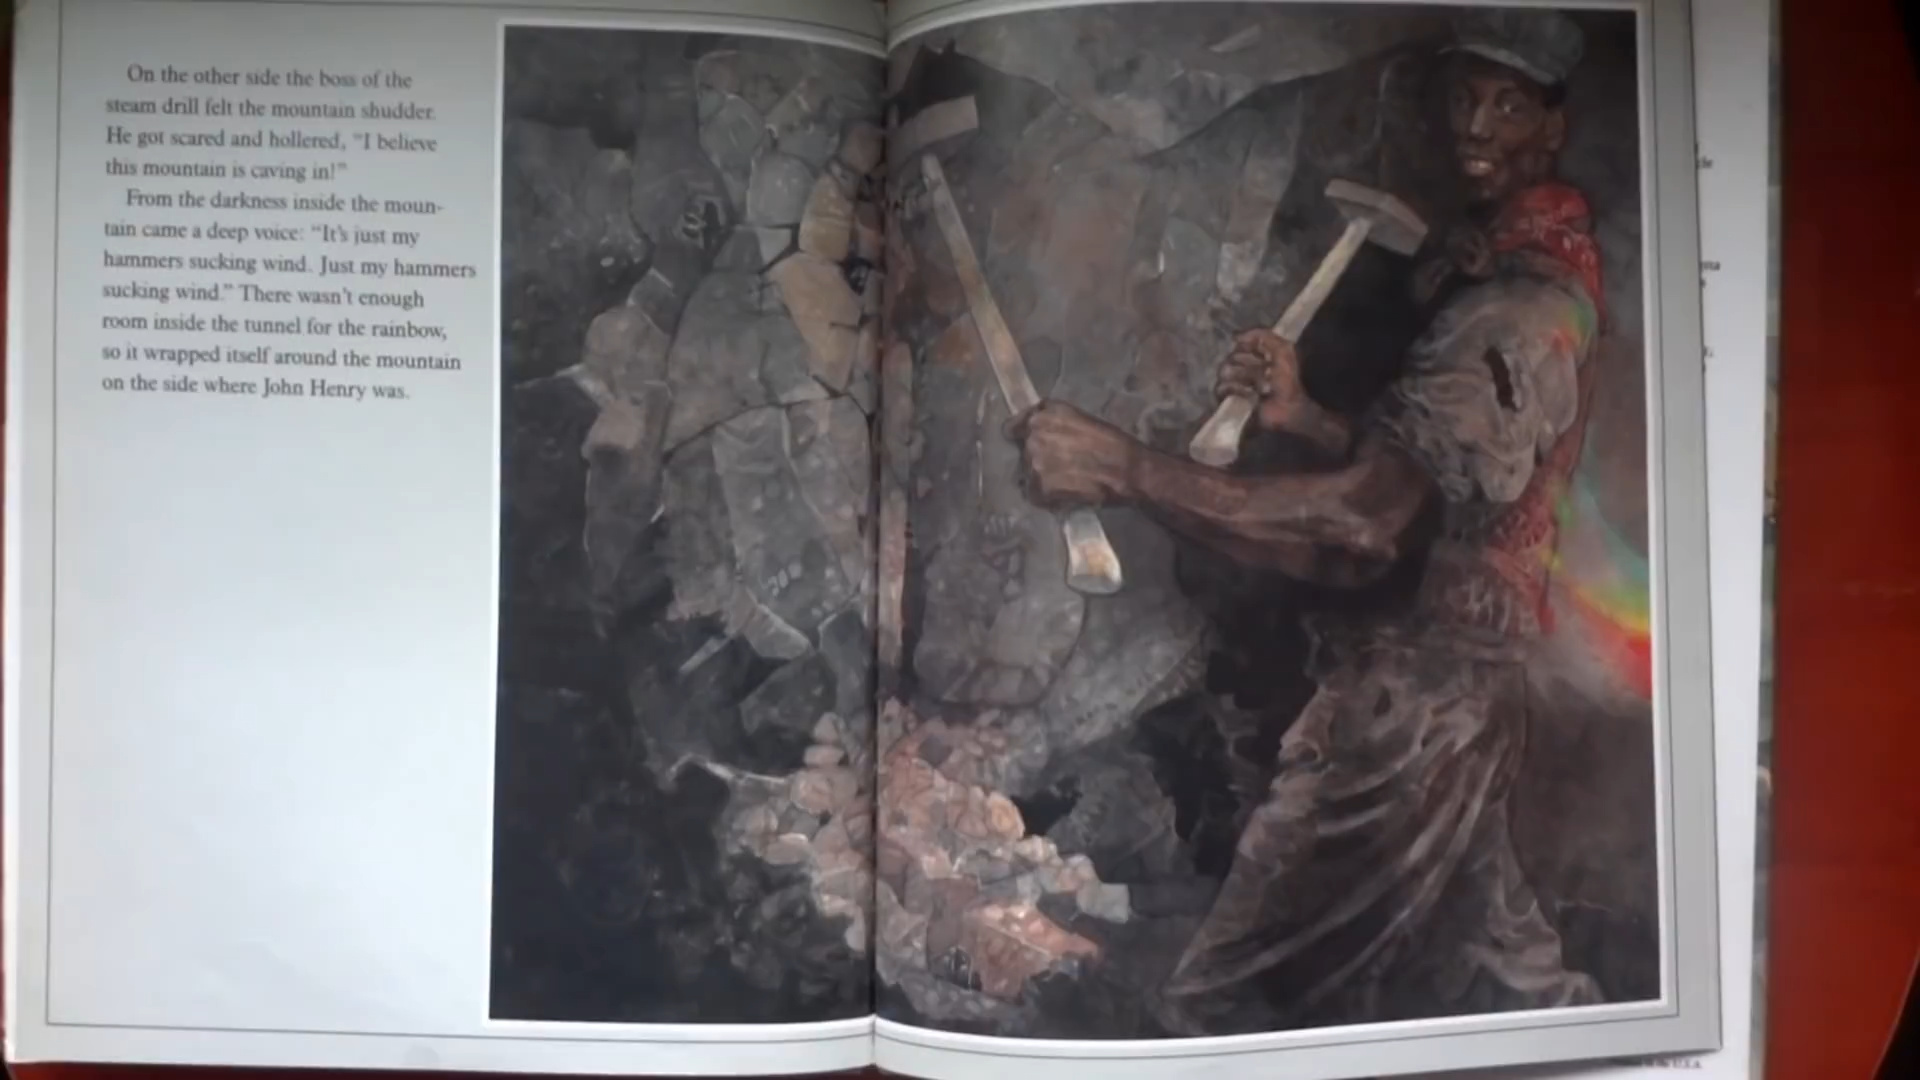 On the other side the boss of the
steam drill felt the mountain shudder.
He got scared and hollered, "I believe
this mountain is caving in!"
From the darkness inside the moun-
tain came a deep voice: "It's just my
hammers sucking wind. Just my hammers
sucking wind." There wasn't enough
room inside the tunnel for the rainbow,
so it wrapped itself around the mountain
on the side where John Henry was.
U.S.A.